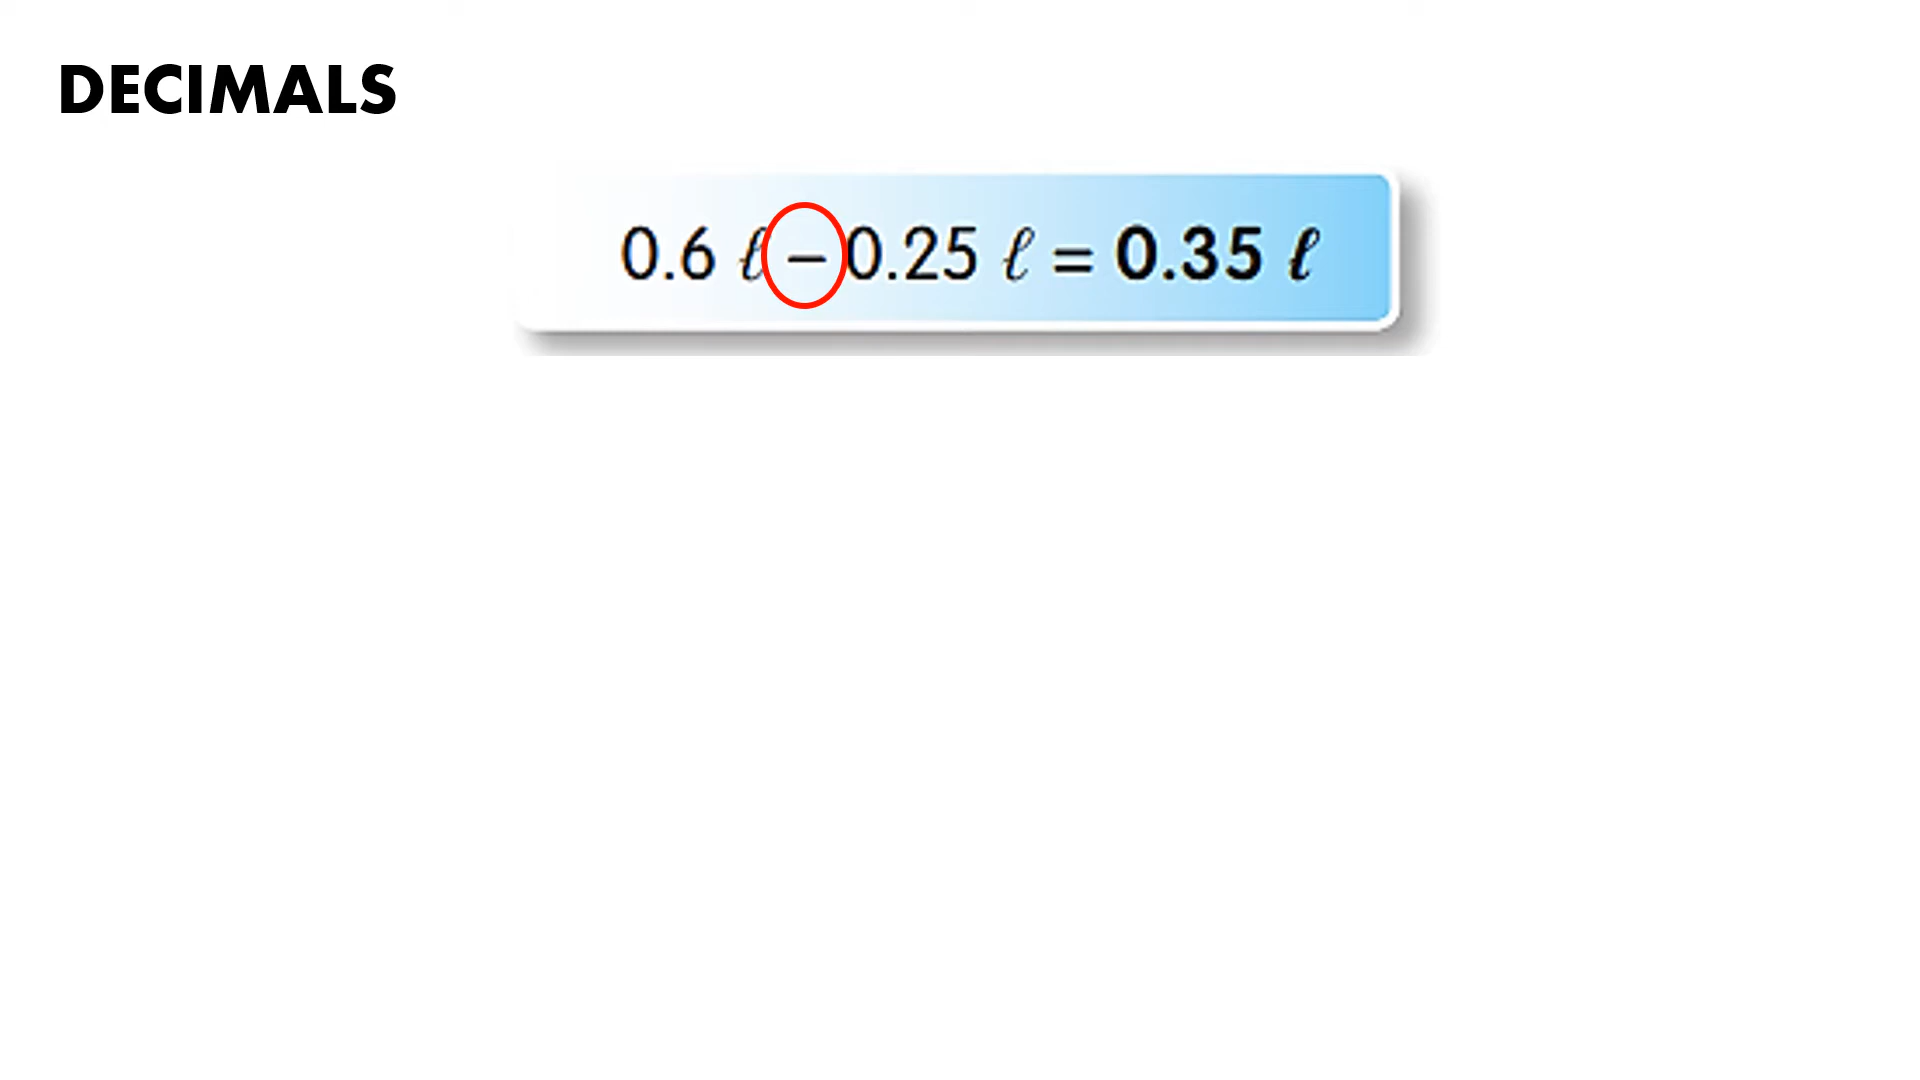 DECIMALS
0.6 ℓ – 0.25 ℓ = 0.35 ℓ